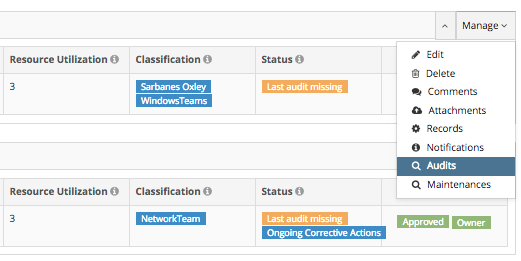 Manage
Resource Utilization Classification Status
3 Sarbanes Oxley Last audit missing
WindowsTeams
Edit
Delete
Comments
Attachments
Records
Notifications
Audits
Maintenances
Resource Utilization Classification Status
3 NetworkTeam Last audit missing Approved Owner
Ongoing Corrective Actions